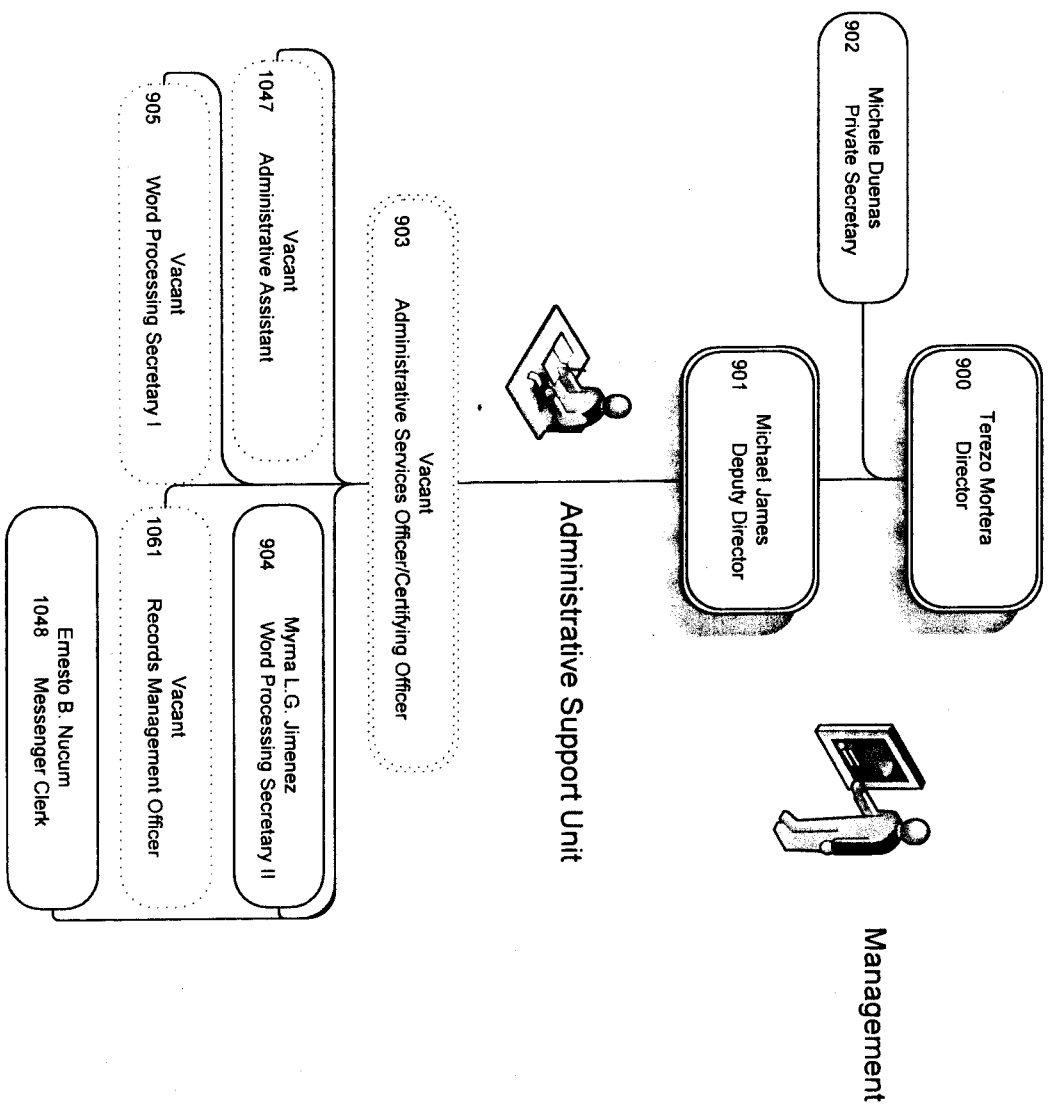 Management
Terezo Mortera
900 Director
Michele Duenas
902 Private Secretary
Michael James
901 Deputy Director
Administrative Support Unit
Vacant
903 Administrative Services Officer/Certifying Officer
Vacant
1047 Administrative Assistant
Myrna L.G. Jimenez
904 Word Processing Secretary II
Vacant
905 Word Processing Secretary I
Vacant
1061 Records Management Officer
Ernesto B. Nucum
1048 Messenger Clerk